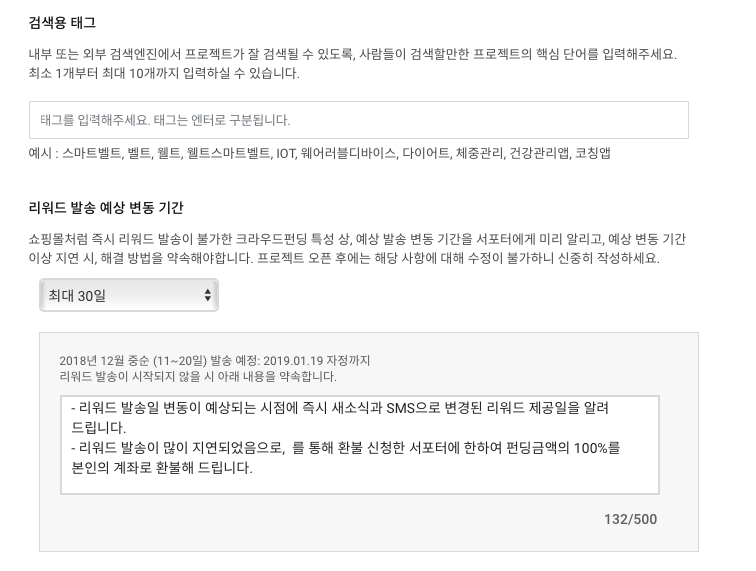 검색용 태그
내부 또는 외부 검색엔진에서 프로젝트가 잘 검색될 수 있도록, 사람들이 검색할만한 프로젝트의 핵심 단어를 입력해주세요.
최소 1개부터 최대 10개까지 입력하실 수 있습니다.
태그를 입력해주세요. 태그는 엔터로 구분됩니다.
예시 : 스마트벨트, 벨트, 웰트, 웰트스마트벨트, IOT, 웨어러블디바이스, 다이어트, 체중관리, 건강관리앱, 코칭앱
리워드 발송 예상 변동 기간
쇼핑몰처럼 즉시 리워드 발송이 불가한 크라우드펀딩 특성 상, 예상 발송 변동 기간을 서포터에게 미리 알리고, 예상 변동 기간
이상 지연 시, 해결 방법을 약속해야합니다. 프로젝트 오픈 후에는 해당 사항에 대해 수정이 불가하니 신중히 작성하세요.
최대 30일
2018년 12월 중순 (11~20일) 발송 예정: 2019.01.19 자정까지
리워드 발송이 시작되지 않을 시 아래 내용을 약속합니다.
- 리워드 발송일 변동이 예상되는 시점에 즉시 새소식과 SMS으로 변경된 리워드 제공일을 알려
드립니다.
- 리워드 발송이 많이 지연되었음으로,  를 통해 환불 신청한 서포터에 한하여 펀딩금액의 100%를
본인의 계좌로 환불해 드립니다.
132/500